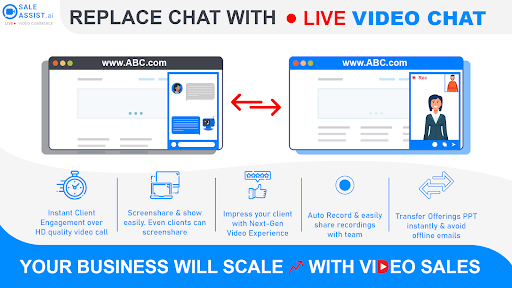 SALE
ASSIST.ai
LIVE VIDEO COMMERCE
REPLACE CHAT WITH LIVE VIDEO CHAT
www.ABC.com
www.ABC.com
Rec
Instant Client
Engagement over
HD quality video call
Screenshare & show
easily. Even clients can
screenshare
Impress your client
with Next-Gen
Video Experience
Auto Record & easily
share recordings
with team
Transfer Offerings PPT
instantly & avoid
offline emails
YOUR BUSINESS WILL SCALE WITH VIDEO SALES